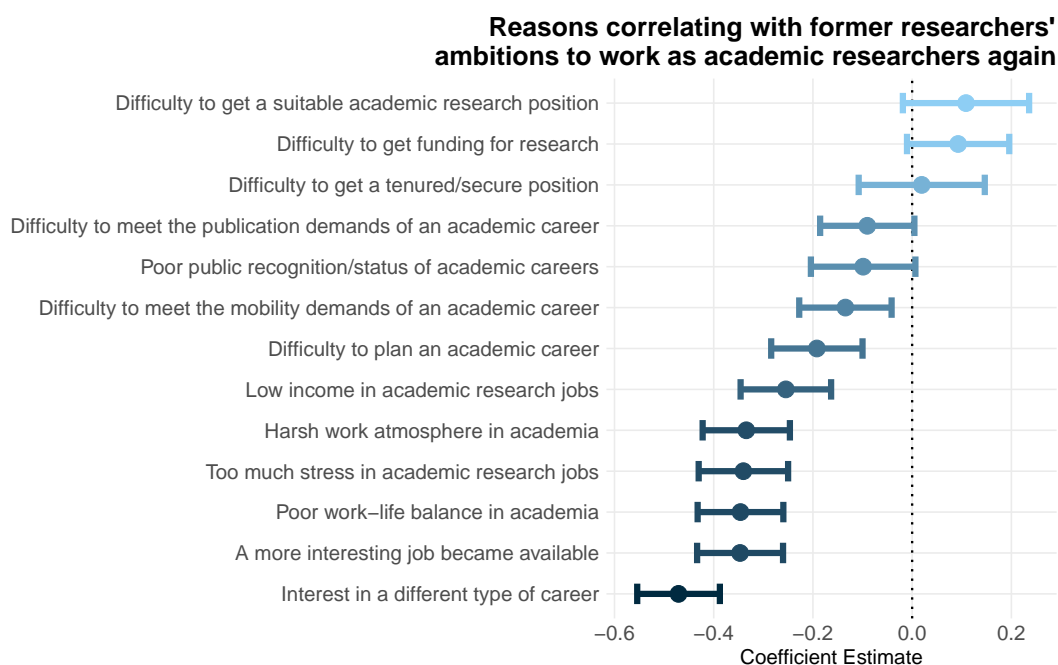 Reasons correlating with former researchers'
ambitions to work as academic researchers again
Difficulty to get a suitable academic research position
Difficulty to get funding for research
Difficulty to get a tenured/secure position
Difficulty to meet the publication demands of an academic career
Poor public recognition/status of academic careers
Difficulty to meet the mobility demands of an academic career
Difficulty to plan an academic career
Low income in academic research jobs
Harsh work atmosphere in academia
Too much stress in academic research jobs
Poor work−life balance in academia
A more interesting job became available
Interest in a different type of career
−0.6 −0.4 −0.2 0.0 0.2
Coefficient Estimate